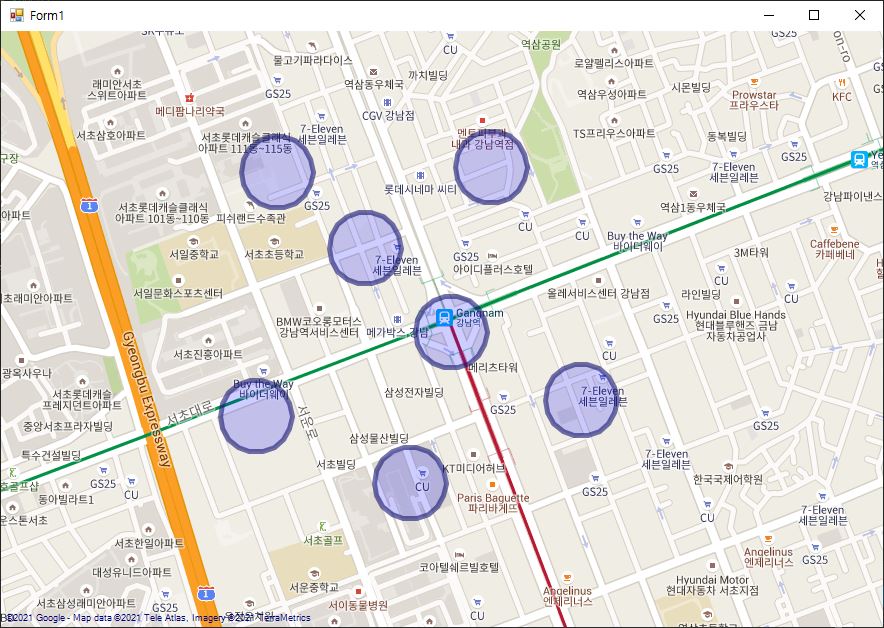 Form1
CU
GS25
역삼공원
물고기파라다이스
까치빌딩
로얄팰리스아파트
래미안서초
스위트아파트
역삼동우체국
GS25
역삼우성아파트
시몬빌딩
Prowstar
프라우스타
KFC
메디팜나리약국
CGV 강남점
서초삼호아파트
7-Eleven
세븐일레븐
서초롯데캐슬클래식
아파트 111동~115동
내과 강남역점
TS프리우스아파트
동복빌딩
GS25
구장
GS25
7-Eleven
세븐일레븐
롯데시네마 씨티
GS25
서초롯데캐슬클래식
아파트 101동~110동
피쉬랜드수족관
역삼1동우체국
강남파이낸스
CU
CU
1
서일중학교
서초초등학교
GS25
Buy the Way
바이더웨이
Caffebene
카페베네
3M타워
7-Eleven
세븐일레븐
아이디플러스호텔
CU
CU
서일문화스포츠센터
올레서비스센터 강남점
라인빌딩
Gangnam
강남역
GS25
BMW코오롱모터스
강남역서비스센터
메가박스 강남
Hyundai Blue Hands
현대블루핸즈 금남
자동차공업사
서초진흥아파트
CU
Gyeongbu Expressway
메리츠타워
광옥사우나
Buy the Way
바이더웨이
삼성전자빌딩
7-Eleven
세븐일레븐
서초롯데캐슬
프레지던트아파트
GS25
서초대로
서운로
GS25
중앙서초프라자빌딩
삼성물산빌딩
특수건설빌딩
7-Eleven
세븐일레븐
서초빌딩
KT미디어허브
한국국제어학원
GS25
CU
CU
GS25
동아빌라트1
Paris Baguette
파리바게뜨
CU
7-Eleven
세븐일레븐
서초한일아파트
서초골프
Angelinus
엔제리너스
GS25
대성유니드아파트
코아텔쉐르빌호텔
서운중학교
Hyundai Motor
현대자동차 서초지점
서초삼성래미안아파트
1
서이동물병원
Angelinus
엔제리너스
GS25
CU
©2021 Google - Map data ©2021 Tele Atlas, Imagery ©2021 TerraMetrics